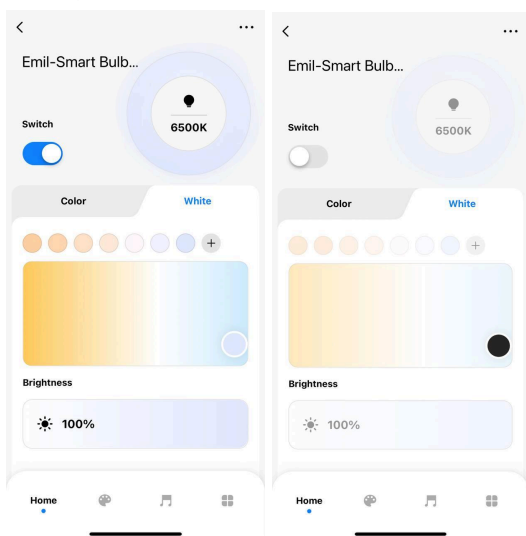 Emil-Smart Bulb...
6500K
Switch
Color
White
Brightness
100%
Home
Emil-Smart Bulb...
6500K
Switch
Color
White
Brightness
100%
Home